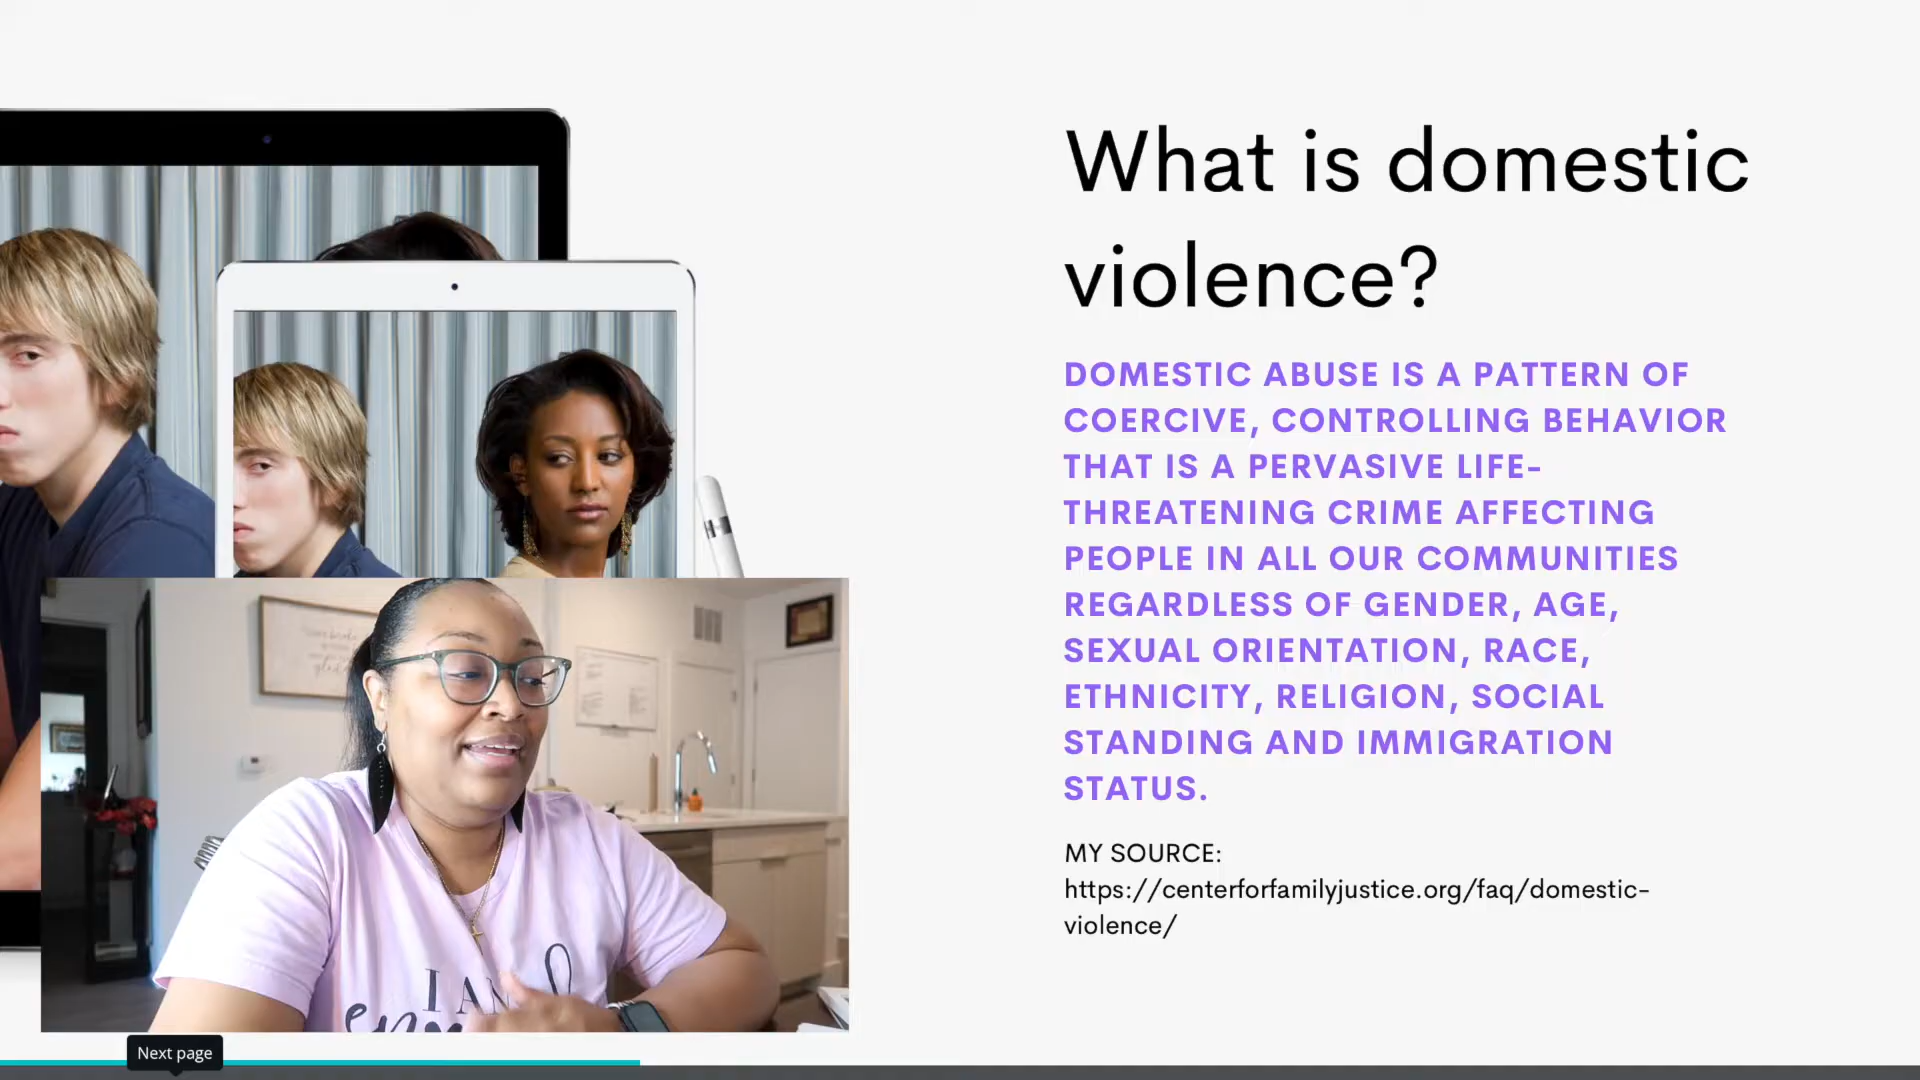 What is domestic
violence?
DOMESTIC ABUSE IS A PATTERN OF
COERCIVE, CONTROLLING BEHAVIOR
THAT IS A PERVASIVE LIFE-
THREATENING CRIME AFFECTING
PEOPLE IN ALL OUR COMMUNITIES
REGARDLESS OF GENDER, AGE,
SEXUAL ORIENTATION, RACE,
ETHNICITY, RELIGION, SOCIAL
STANDING AND IMMIGRATION
STATUS.
MY SOURCE:
https://centerforfamilyjustice.org/faq/domestic-
violence/
I AM
Next page